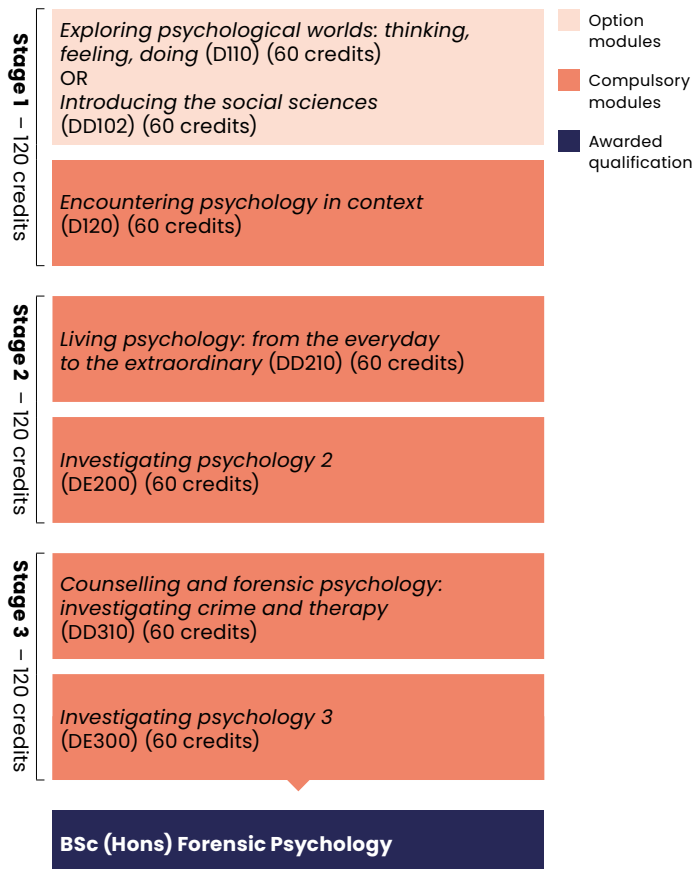 Stage 1 – 120 credits
Exploring psychological worlds: thinking,
feeling, doing (D110) (60 credits)
OR
Introducing the social sciences
(DD102) (60 credits)
Encountering psychology in context
(D120) (60 credits)
Option
modules
Compulsory
modules
Awarded
qualification
Stage 2 – 120 credits
Living psychology: from the everyday
to the extraordinary (DD210) (60 credits)
Investigating psychology 2
(DE200) (60 credits)
Stage 3 – 120 credits
Counselling and forensic psychology:
investigating crime and therapy
(DD310) (60 credits)
Investigating psychology 3
(DE300) (60 credits)
BSc (Hons) Forensic Psychology